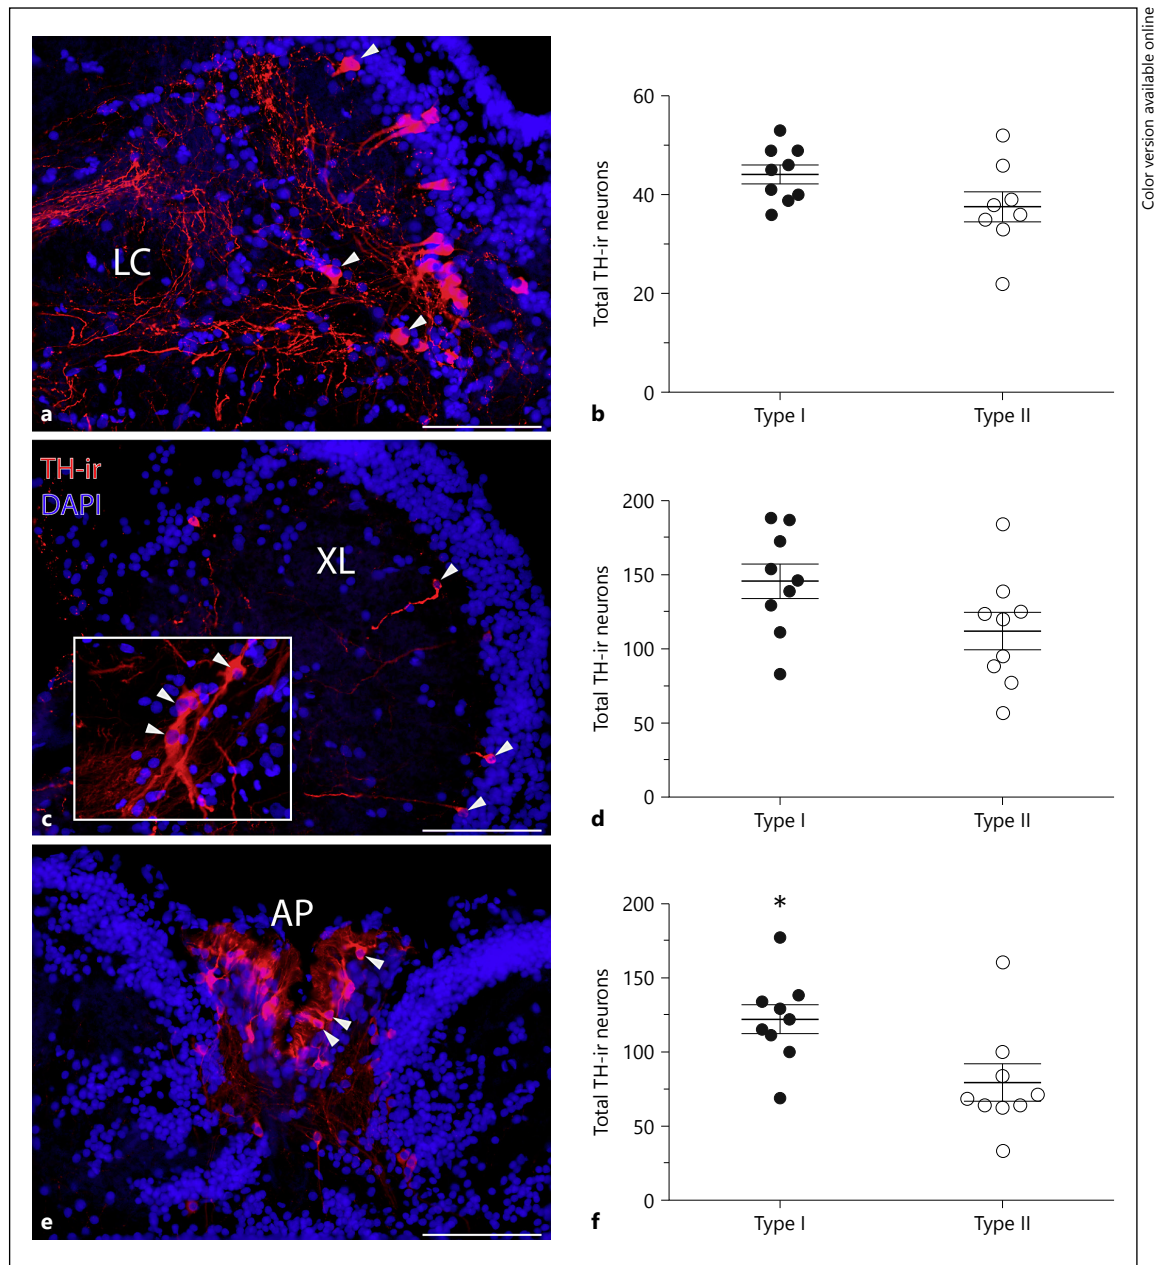 Color version available online
LC
a
60
40
20
0
Total TH-ir neurons
Type I
Type II
b
TH-ir
DAPI
XL
c
200
150
100
50
0
Total TH-ir neurons
Type I
Type II
d
AP
e
*
200
150
100
50
0
Total TH-ir neurons
Type I
Type II
f